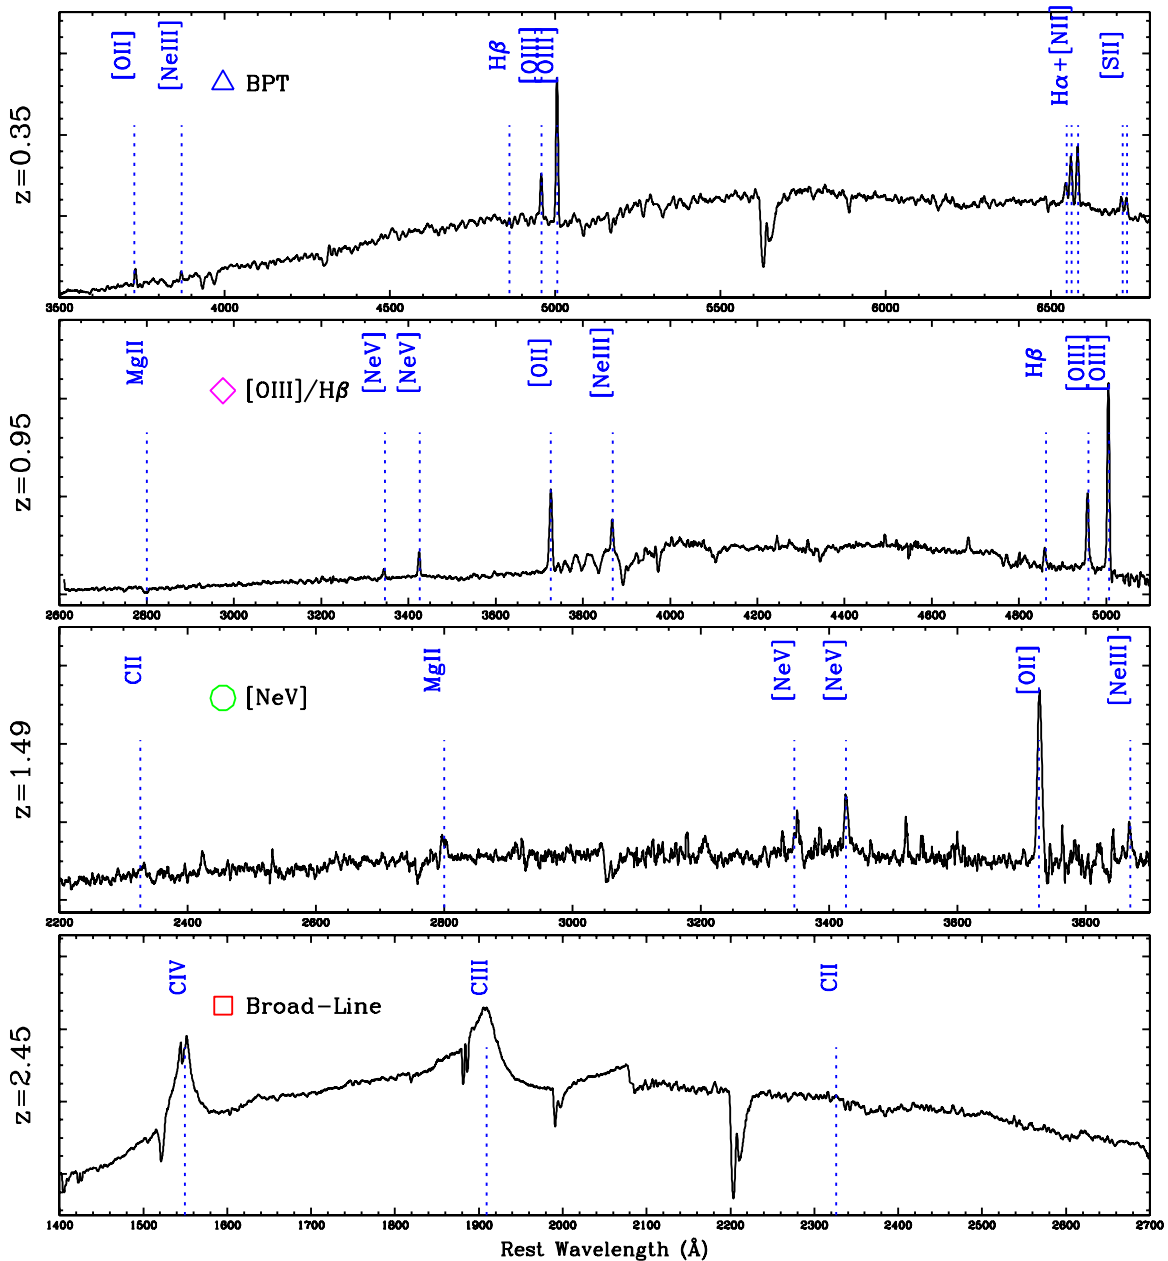 [OII] [NeIII] Hβ [OIII] [OIII] Hα+[NII] [SII]
BPT
z=0.35
3500 4000 4500 5000 5500 6000 6500
MgII [NeV] [NeV] [OII] [NeIII] Hβ [OIII] [OIII]
[OIII]/Hβ
z=0.95
2600 2800 3000 3200 3400 3600 3800 4000 4200 4400 4600 4800 5000
CII MgII [NeV] [NeV] [OII] [NeIII]
[NeV]
z=1.49
2200 2400 2600 2800 3000 3200 3400 3600 3800
CIV CIII CII
Broad-Line
z=2.45
1400 1500 1600 1700 1800 1900 2000 2100 2200 2300 2400 2500 2600 2700
Rest Wavelength (Å)